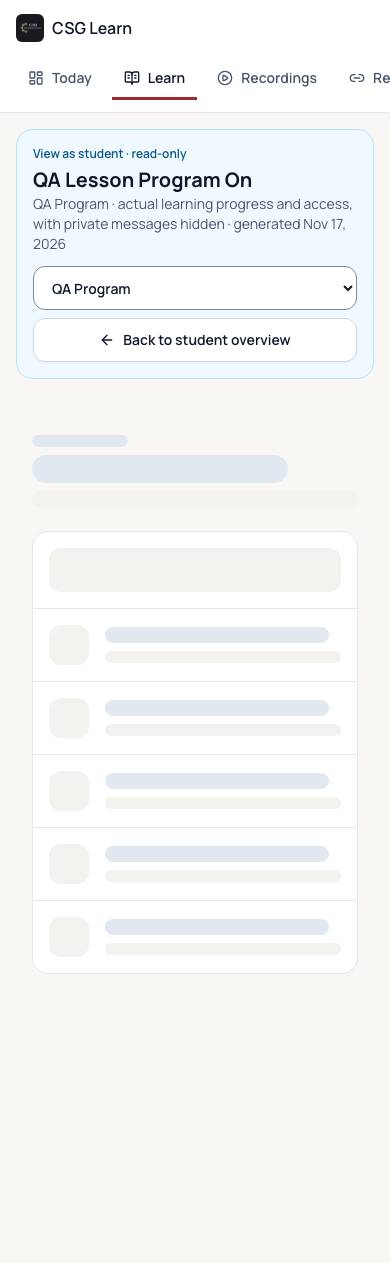 CSG Learn
Today
Learn
Recordings
Re
View as student · read-only
QA Lesson Program On
QA Program · actual learning progress and access,
with private messages hidden · generated Nov 17,
2026
QA Program
Back to student overview